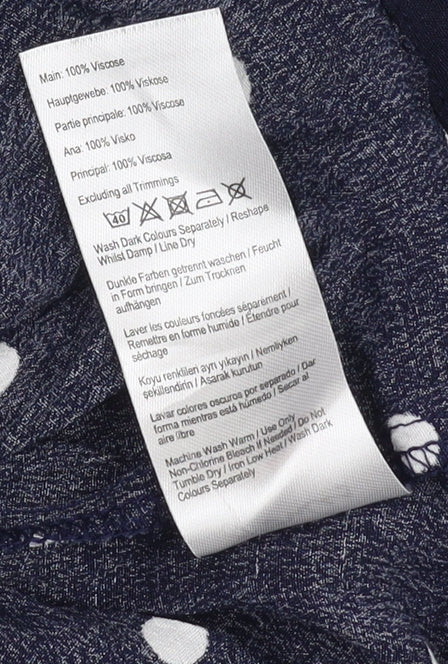 Main: 100% Viscose
Hauptgewebe: 100% Viskose
Partie principale: 100% Viscose
Ana: 100% Visko
Principal: 100% Viscosa
Excluding all Trimmings
40
Wash Dark Colours Separately / Reshape
Whilst Damp / Line Dry
Dunkle Farben getrennt waschen / Feucht
in Form bringen / Zum Trocknen
aufhängen
Laver les couleurs foncées séparément /
Remettre en forme humide / Étendre pour
séchage
Koyu renklileri ayrı yıkayın / Nemliyken
şekillendirin / Asarak kurutun
Lavar colores oscuros por separado / Dar
forma mientras está húmedo / Secar al
aire libre
Machine Wash Warm / Use Only
Non-Chlorine Bleach If Needed / Do Not
Tumble Dry / Iron Low Heat / Wash Dark
Colours Separately